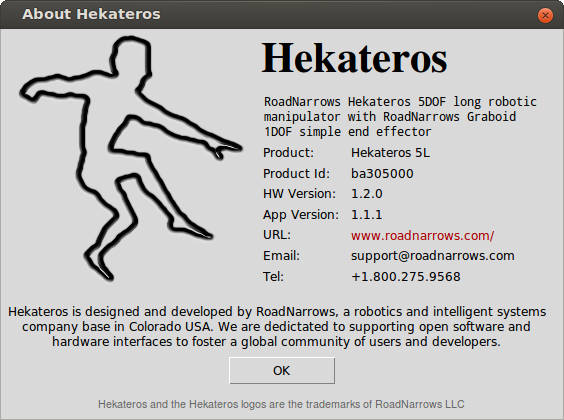 About Hekateros
Hekateros
RoadNarrows Hekateros 5DOF long robotic
manipulator with RoadNarrows Graboid
1DOF simple end effector
Product: Hekateros 5L
Product Id: ba305000
HW Version: 1.2.0
App Version: 1.1.1
URL: www.roadnarrows.com/
Email: support@roadnarrows.com
Tel: +1.800.275.9568
Hekateros is designed and developed by RoadNarrows, a robotics and intelligent systems
company base in Colorado USA. We are dedictated to supporting open software and
hardware interfaces to foster a global community of users and developers.
OK
Hekateros and the Hekateros logos are the trademarks of RoadNarrows LLC